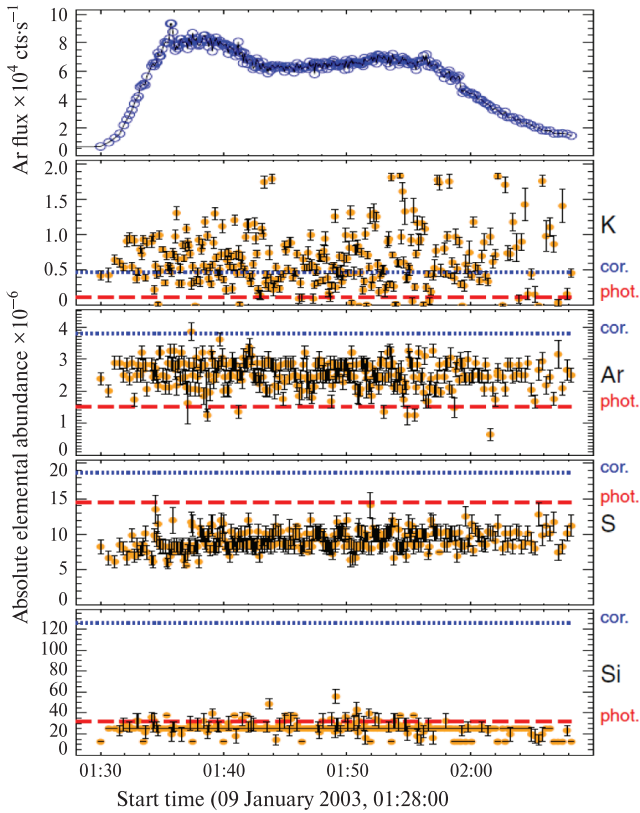 Ar flux ×10⁴ cts·s⁻¹
10
8
6
4
2
0
Absolute elemental abundance ×10⁻⁶
2.0
1.5
1.0
0.5
0
K
cor.
phot.
4
3
2
1
0
cor.
Ar
phot.
20
15
10
5
0
cor.
phot.
S
120
100
80
60
40
20
0
cor.
Si
phot.
01:30 01:40 01:50 02:00
Start time (09 January 2003, 01:28:00